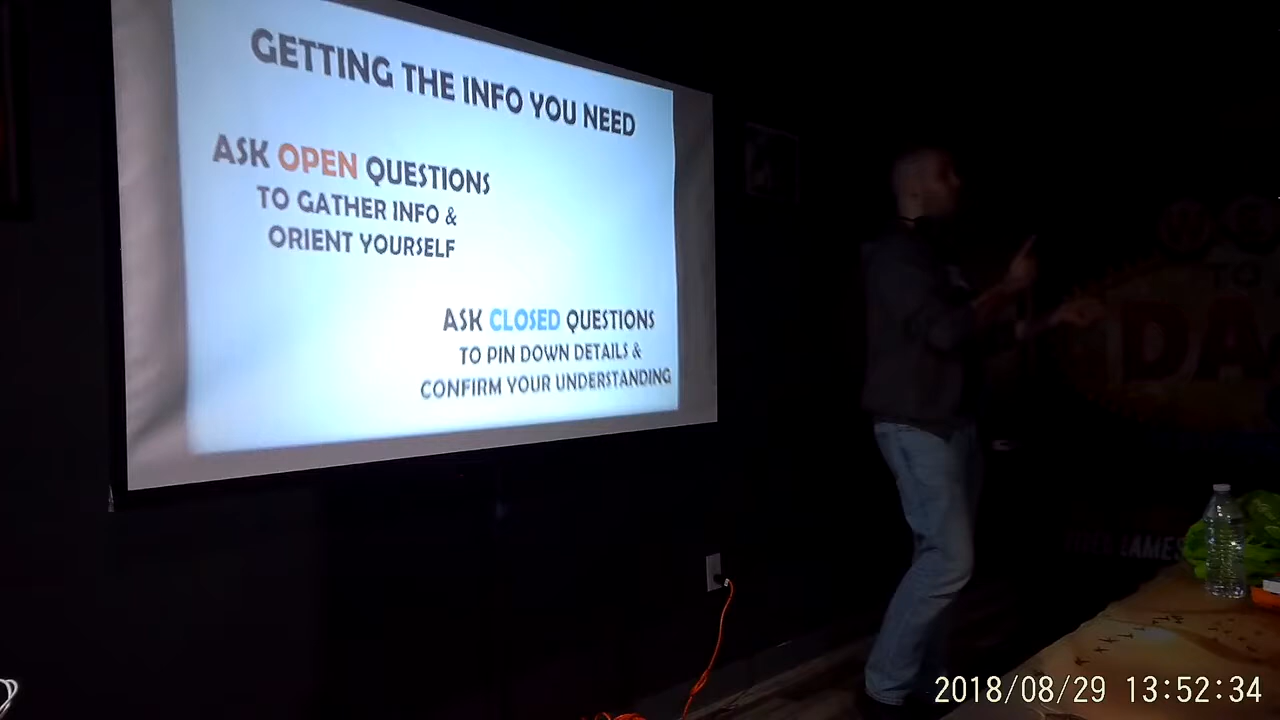 GETTING THE INFO YOU NEED
ASK OPEN QUESTIONS
TO GATHER INFO &
ORIENT YOURSELF
ASK CLOSED QUESTIONS
TO PIN DOWN DETAILS &
CONFIRM YOUR UNDERSTANDING
TO
2018/08/29 13:52:34